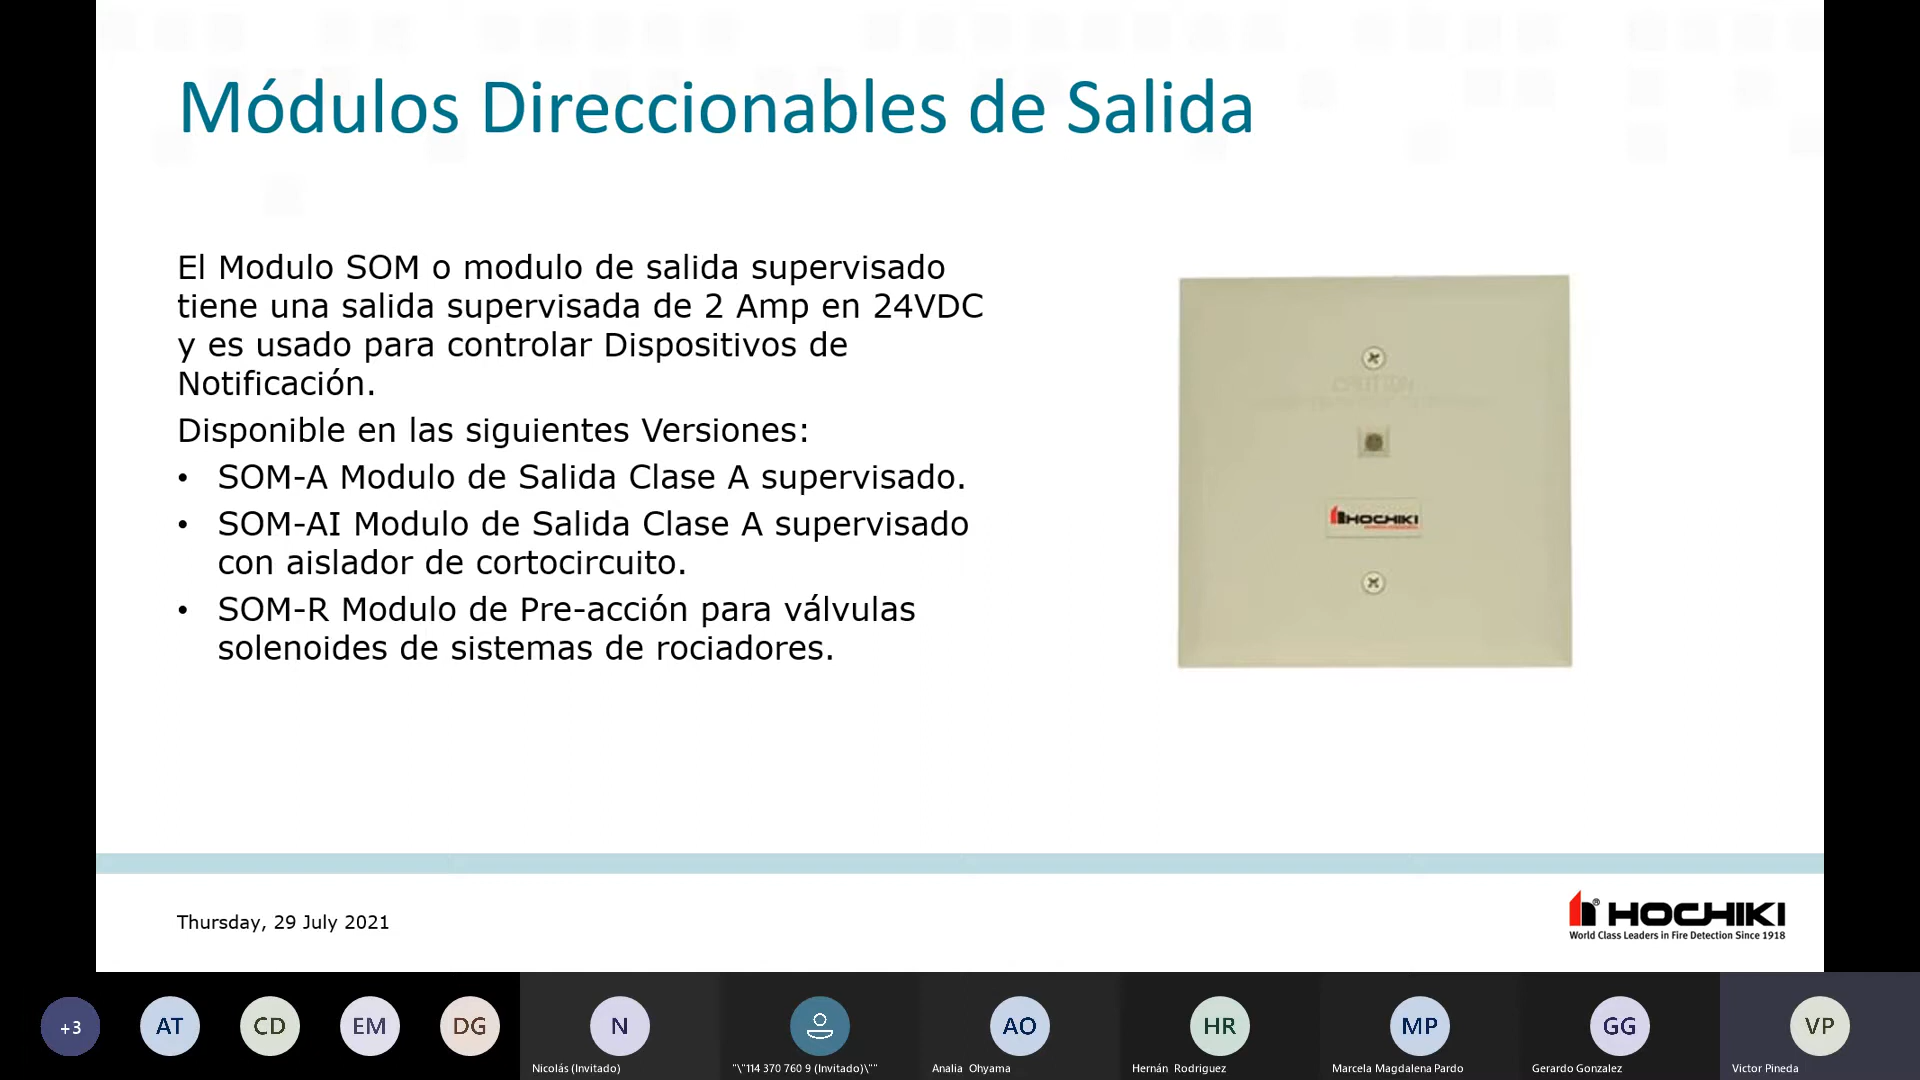 Módulos Direccionables de Salida
El Modulo SOM o modulo de salida supervisado
tiene una salida supervisada de 2 Amp en 24VDC
y es usado para controlar Dispositivos de
Notificación.
Disponible en las siguientes Versiones:
• SOM-A Modulo de Salida Clase A supervisado.
• SOM-AI Modulo de Salida Clase A supervisado
con aislador de cortocircuito.
• SOM-R Modulo de Pre-acción para válvulas
solenoides de sistemas de rociadores.
CAUTION
HOCHIKI
Thursday, 29 July 2021
® HOCHIKI
World Class Leaders in Fire Detection Since 1918
+3 AT CD EM DG N AO HR MP GG VP
Nicolás (Invitado) "\"114 370 760 9 (Invitado)\"" Analia Ohyama Hernán Rodriguez Marcela Magdalena Pardo Gerardo Gonzalez Victor Pineda